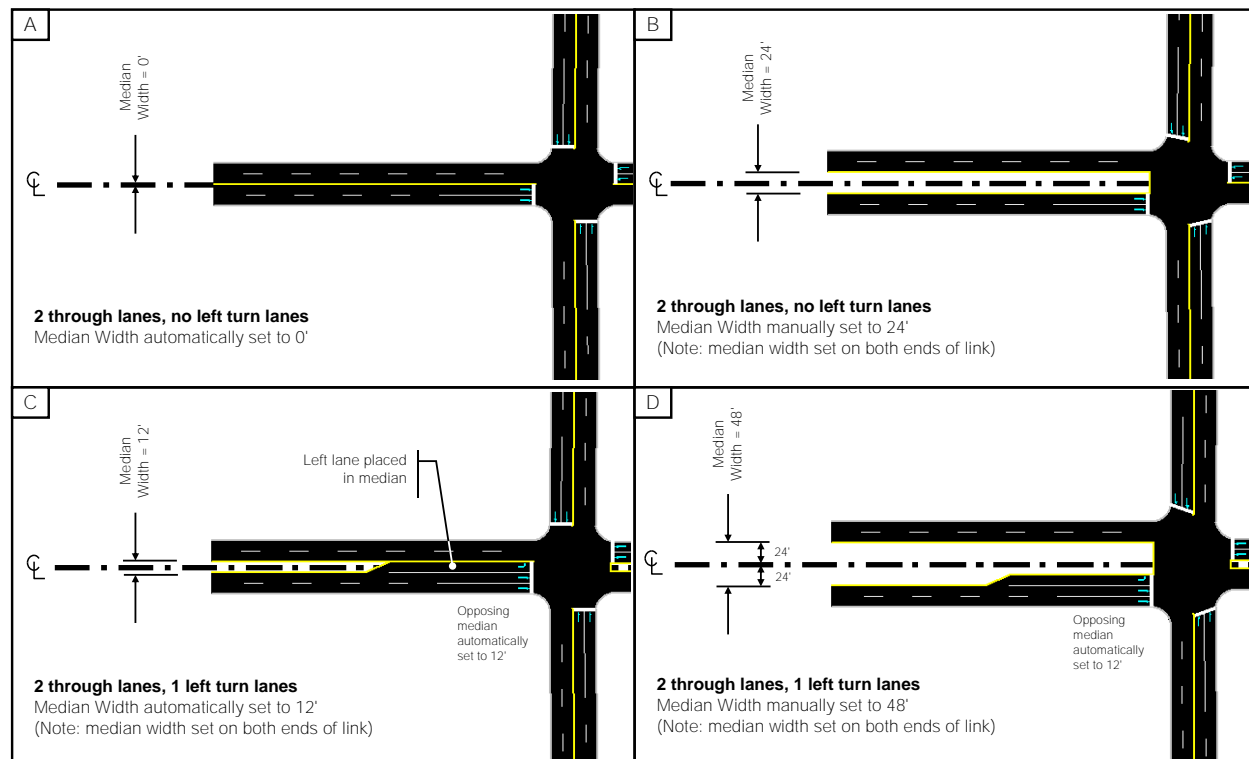 A
Median
Width = 0'
℄
2 through lanes, no left turn lanes
Median Width automatically set to 0'
B
Median
Width = 24'
℄
2 through lanes, no left turn lanes
Median Width manually set to 24'
(Note: median width set on both ends of link)
C
Median
Width = 12'
Left lane placed
in median
℄
Opposing
median
automatically
set to 12'
2 through lanes, 1 left turn lanes
Median Width automatically set to 12'
(Note: median width set on both ends of link)
D
Median
Width = 48'
24'
℄
24'
Opposing
median
automatically
set to 12'
2 through lanes, 1 left turn lanes
Median Width manually set to 48'
(Note: median width set on both ends of link)